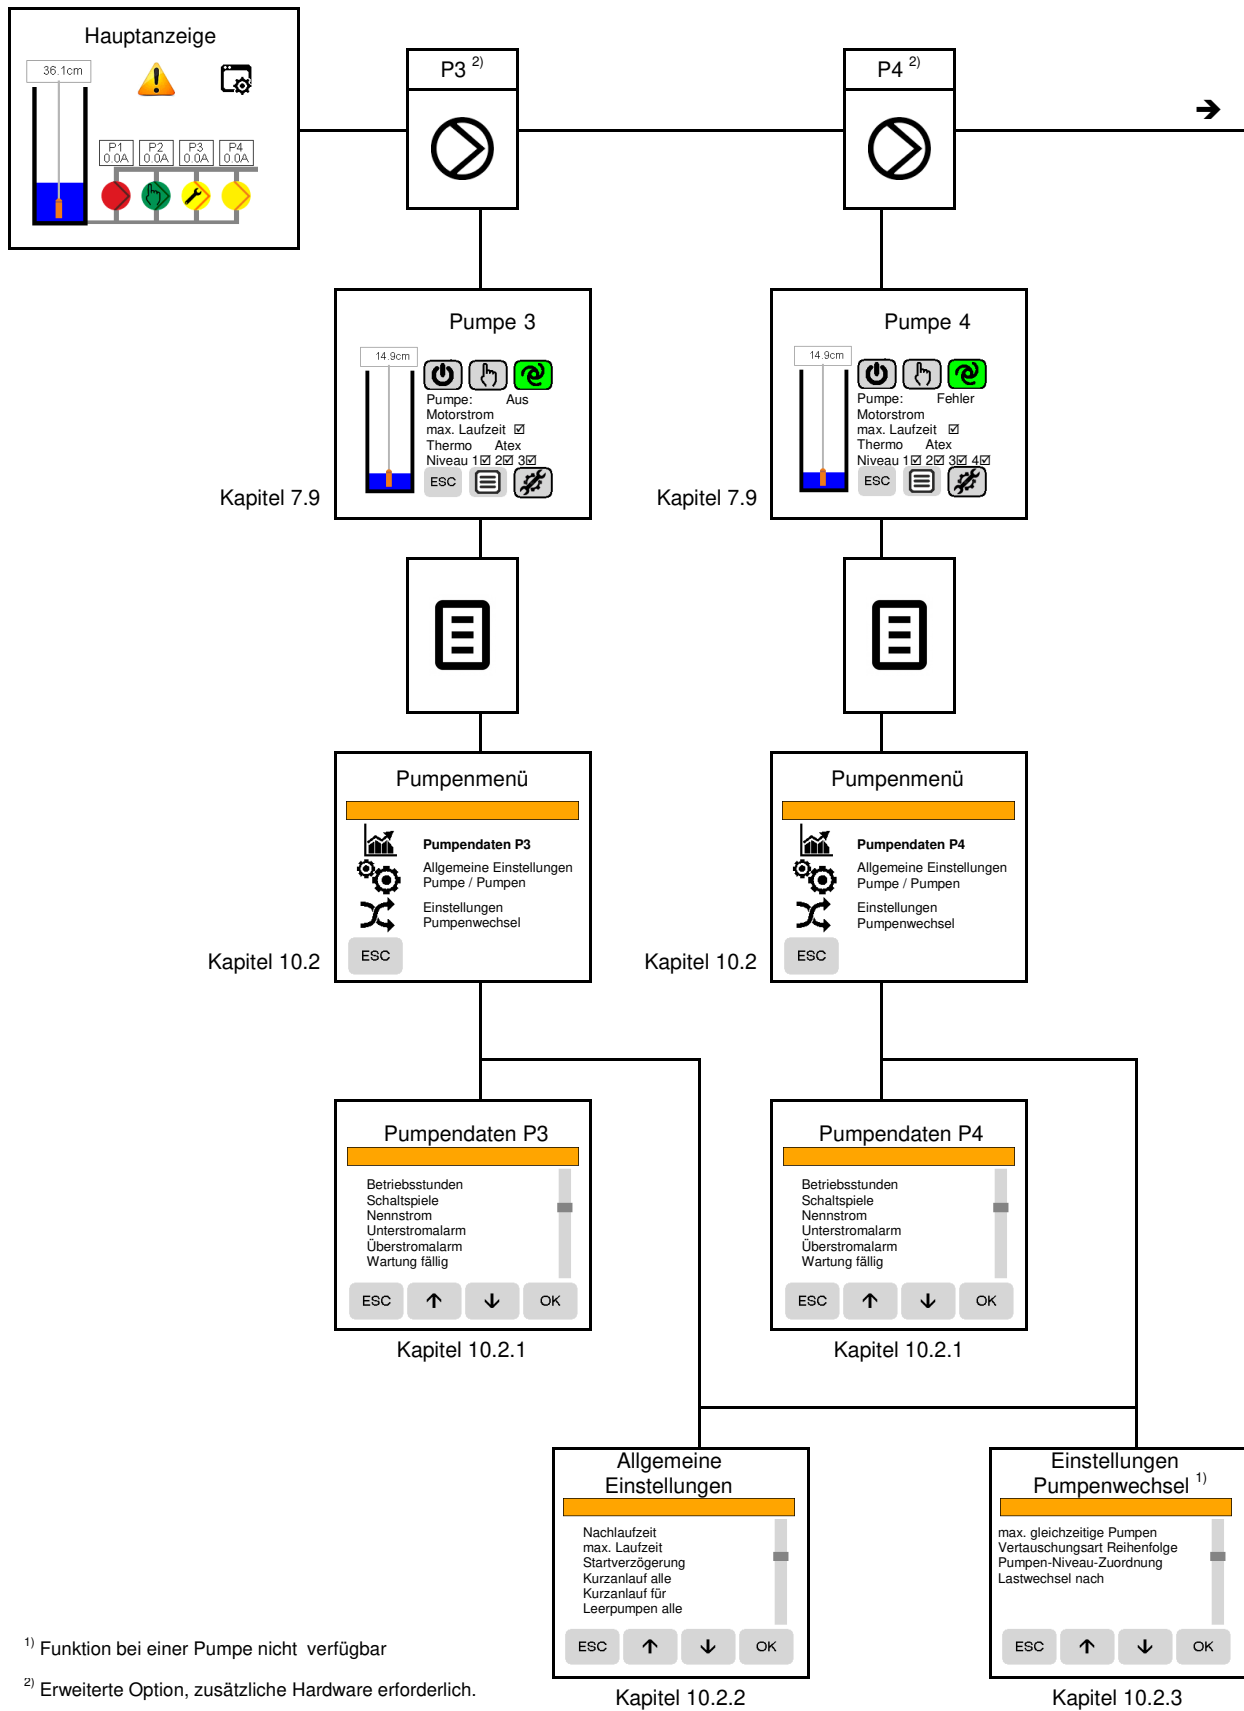 Hauptanzeige
36.1cm
P1 0.0A
P2 0.0A
P3 0.0A
P4 0.0A
P3 2)
P4 2)
➔
Pumpe 3
14.9cm
Pumpe: Aus
Motorstrom
max. Laufzeit ☑
Thermo Atex
Niveau 1☑ 2☑ 3☑
ESC
Kapitel 7.9
Pumpe 4
14.9cm
Pumpe: Fehler
Motorstrom
max. Laufzeit ☑
Thermo Atex
Niveau 1☑ 2☑ 3☑ 4☑
ESC
Kapitel 7.9
Pumpenmenü
Pumpendaten P3
Allgemeine Einstellungen
Pumpe / Pumpen
Einstellungen
Pumpenwechsel
ESC
Kapitel 10.2
Pumpenmenü
Pumpendaten P4
Allgemeine Einstellungen
Pumpe / Pumpen
Einstellungen
Pumpenwechsel
ESC
Kapitel 10.2
Pumpendaten P3
Betriebsstunden
Schaltspiele
Nennstrom
Unterstromalarm
Überstromalarm
Wartung fällig
ESC ↑ ↓ OK
Kapitel 10.2.1
Pumpendaten P4
Betriebsstunden
Schaltspiele
Nennstrom
Unterstromalarm
Überstromalarm
Wartung fällig
ESC ↑ ↓ OK
Kapitel 10.2.1
Allgemeine
Einstellungen
Nachlaufzeit
max. Laufzeit
Startverzögerung
Kurzanlauf alle
Kurzanlauf für
Leerpumpen alle
ESC ↑ ↓ OK
Kapitel 10.2.2
Einstellungen
Pumpenwechsel 1)
max. gleichzeitige Pumpen
Vertauschungsart Reihenfolge
Pumpen-Niveau-Zuordnung
Lastwechsel nach
ESC ↑ ↓ OK
Kapitel 10.2.3
1) Funktion bei einer Pumpe nicht verfügbar
2) Erweiterte Option, zusätzliche Hardware erforderlich.